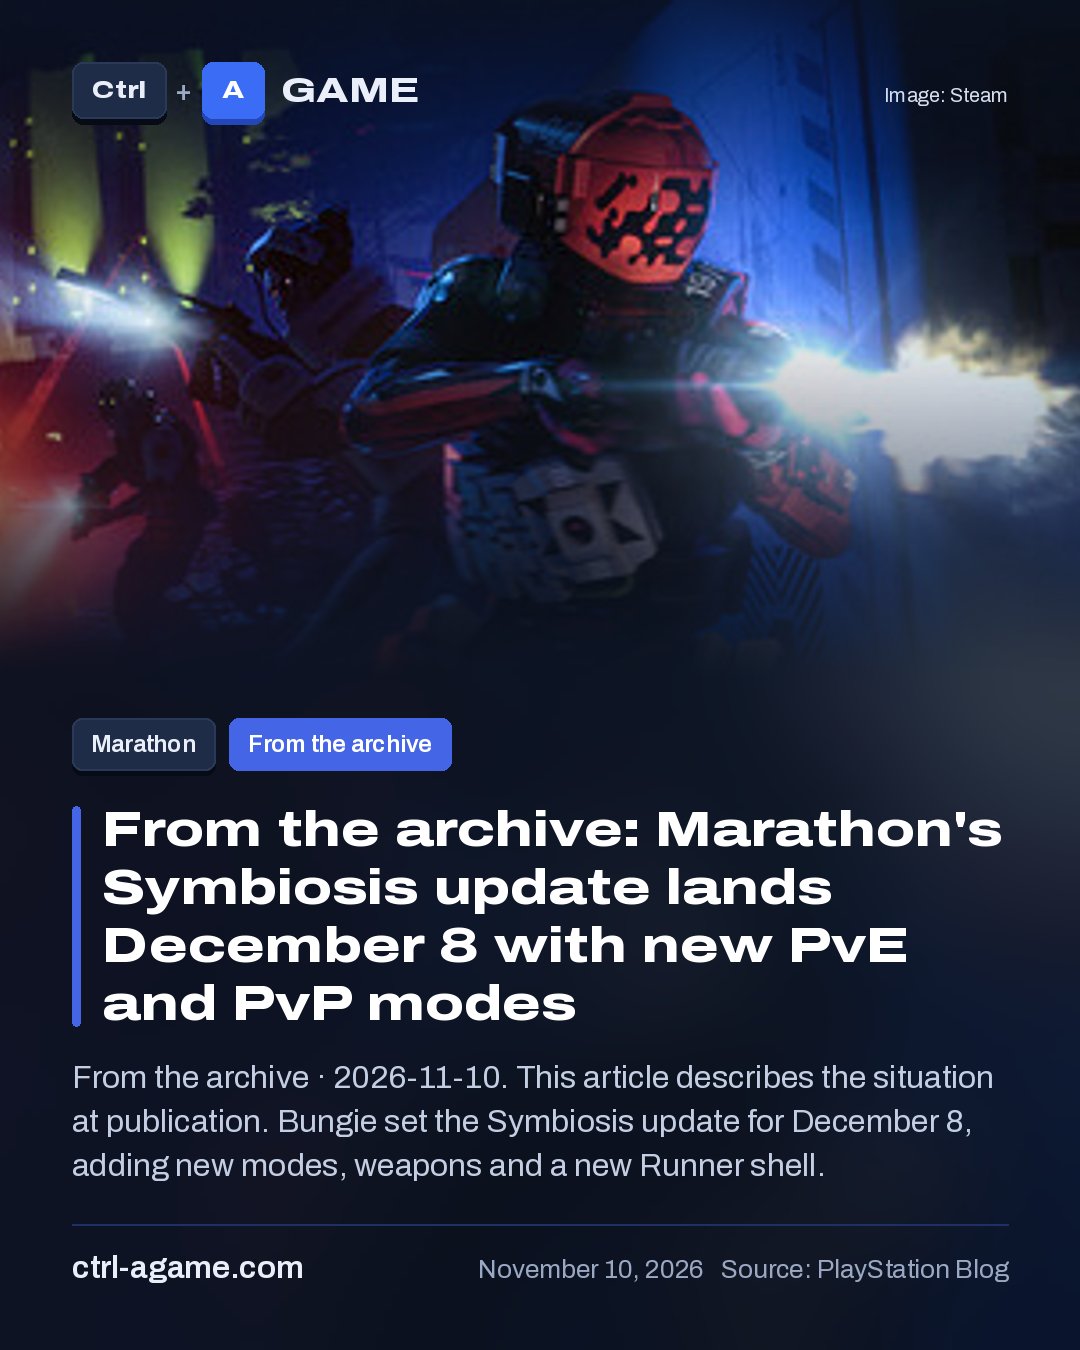 Ctrl + A GAME
Image: Steam
Marathon
From the archive
From the archive: Marathon's
Symbiosis update lands
December 8 with new PvE
and PvP modes
From the archive · 2026-11-10. This article describes the situation
at publication. Bungie set the Symbiosis update for December 8,
adding new modes, weapons and a new Runner shell.
ctrl-agame.com
November 10, 2026 Source: PlayStation Blog